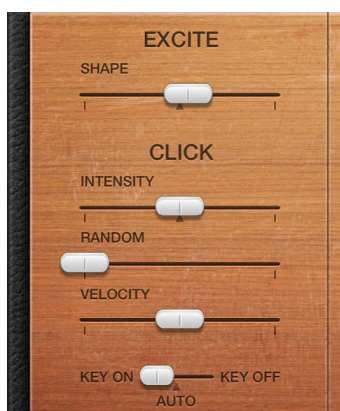 EXCITE
SHAPE
CLICK
INTENSITY
RANDOM
VELOCITY
KEY ON KEY OFF
AUTO